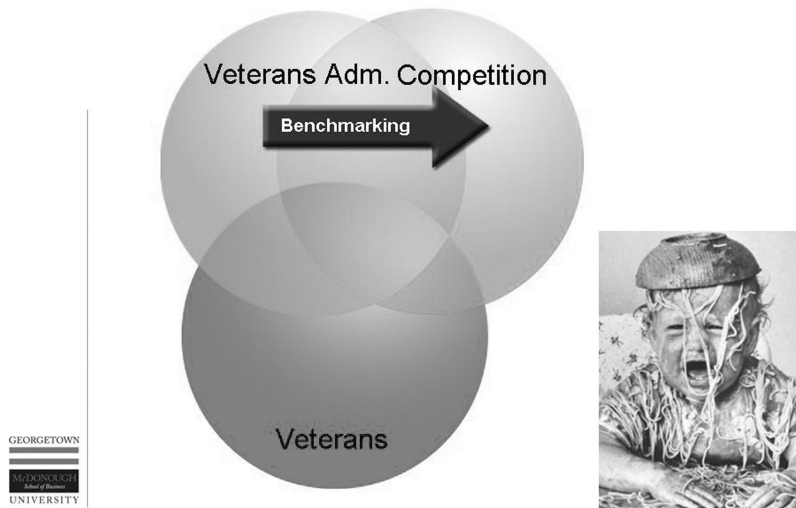 Veterans Adm. Competition
Benchmarking
Veterans
GEORGETOWN
McDONOUGH
School of Business
UNIVERSITY